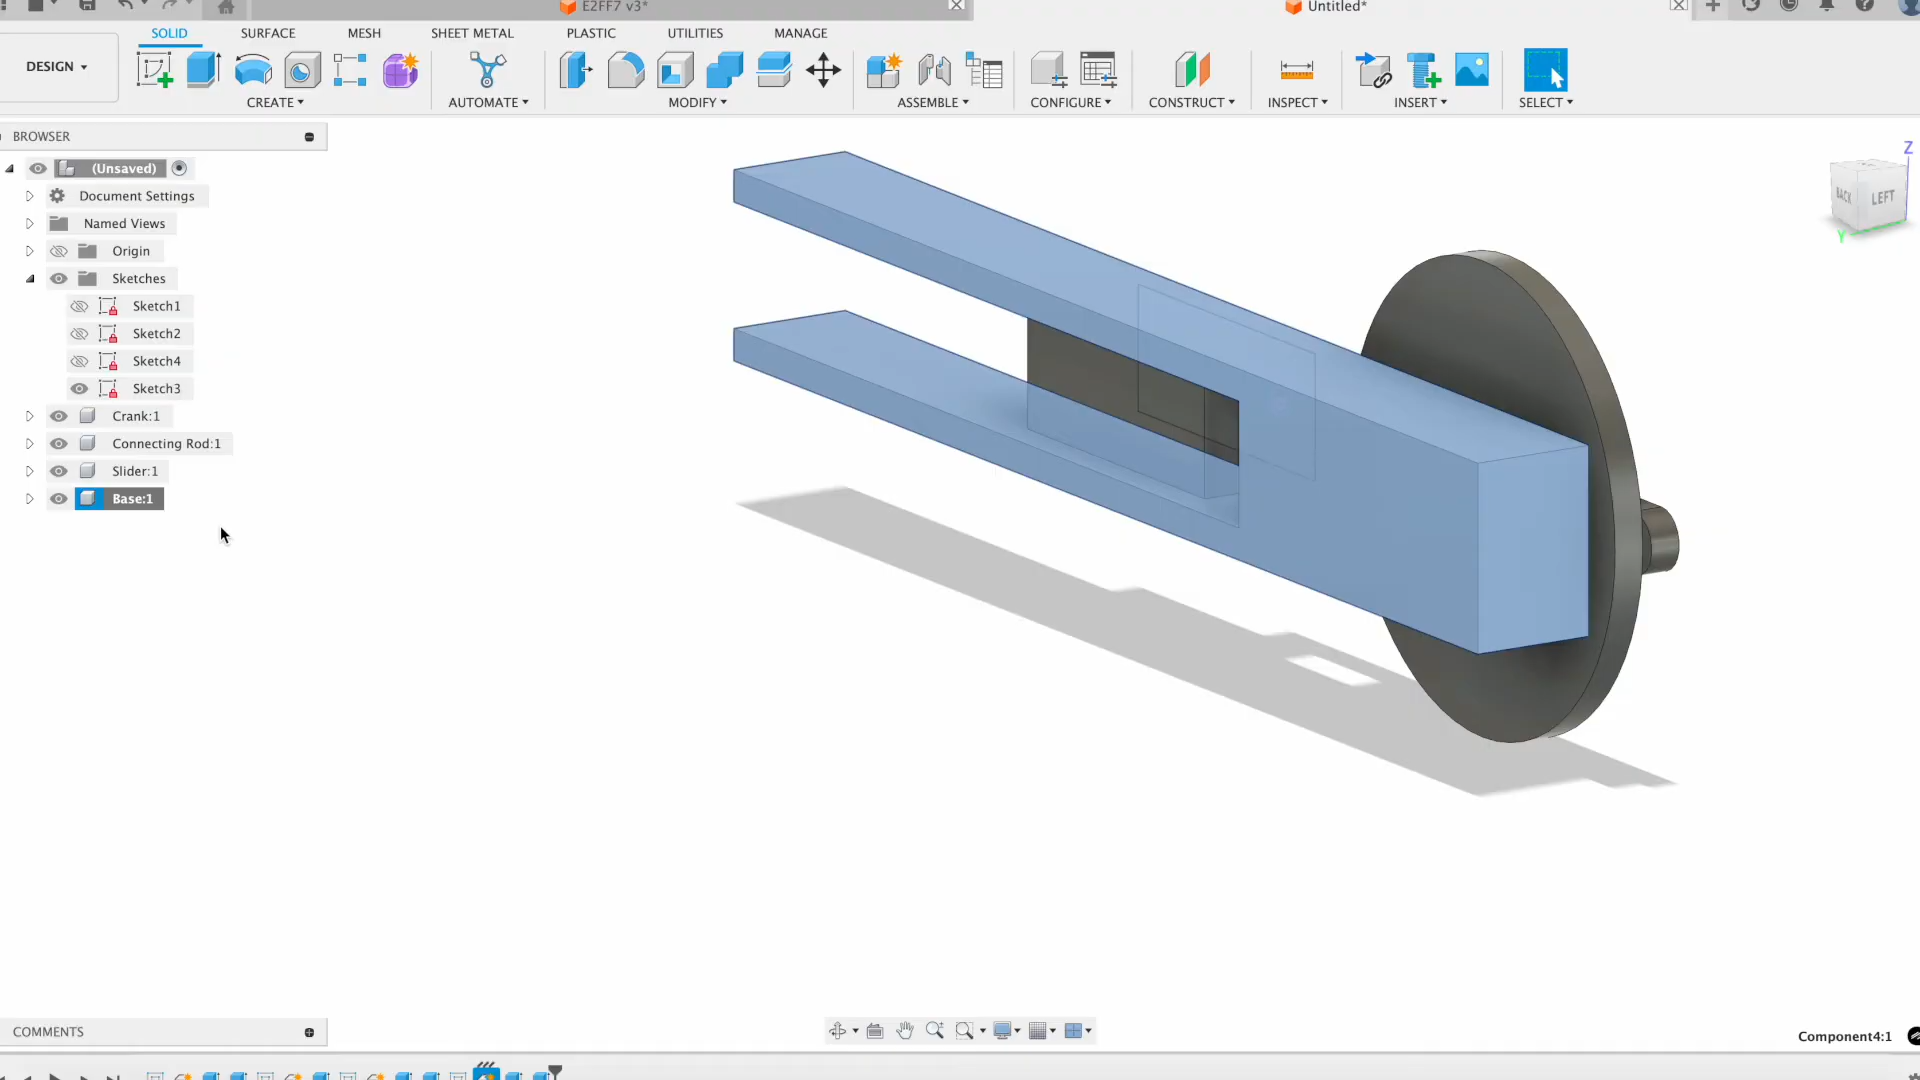 E2FF7 v3*
Untitled*
SOLID
SURFACE
MESH
SHEET METAL
PLASTIC
UTILITIES
MANAGE
DESIGN
CREATE
AUTOMATE
MODIFY
ASSEMBLE
CONFIGURE
CONSTRUCT
INSPECT
INSERT
SELECT
BROWSER
(Unsaved)
Document Settings
Named Views
Origin
Sketches
Sketch1
Sketch2
Sketch4
Sketch3
Crank:1
Connecting Rod:1
Slider:1
Base:1
Z
BACK
LEFT
Y
COMMENTS
Component4:1